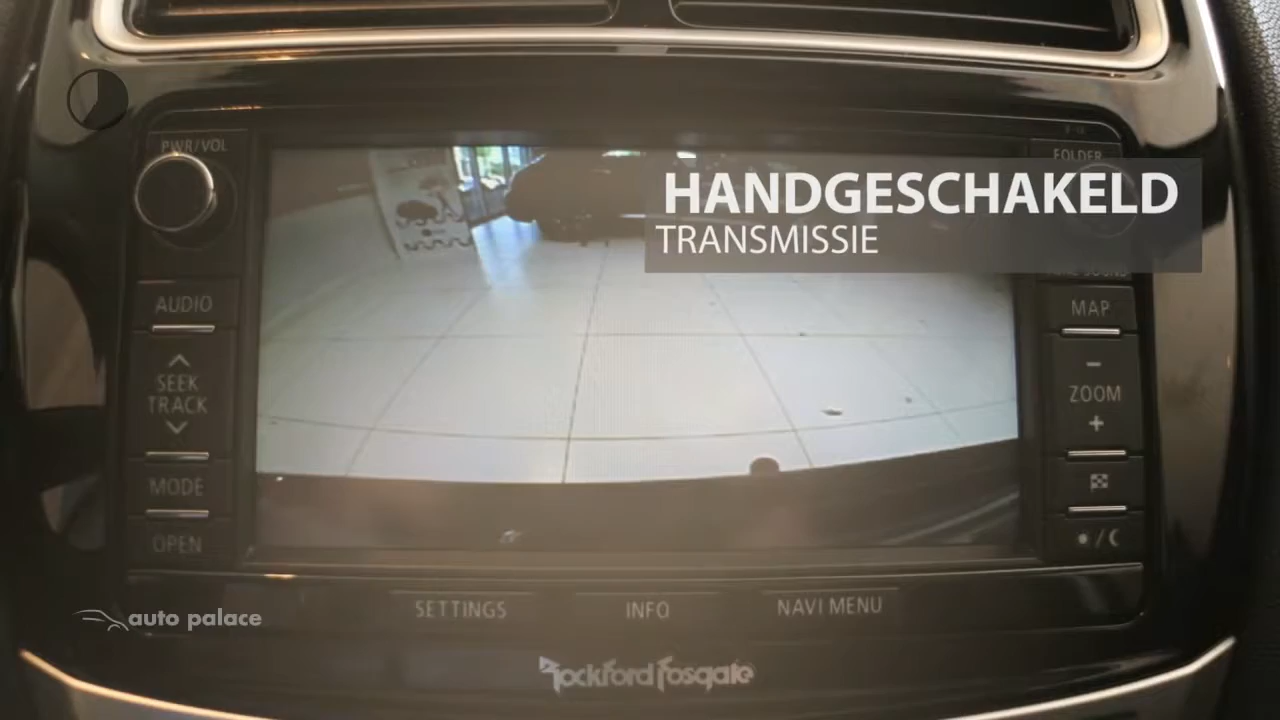 PWR/VOL
FOLDER
HANDGESCHAKELD
TRANSMISSIE
AUDIO
MAP
SEEK
TRACK
ZOOM
MODE
OPEN
SETTINGS
INFO
NAVI MENU
auto palace
Rockford Fosgate